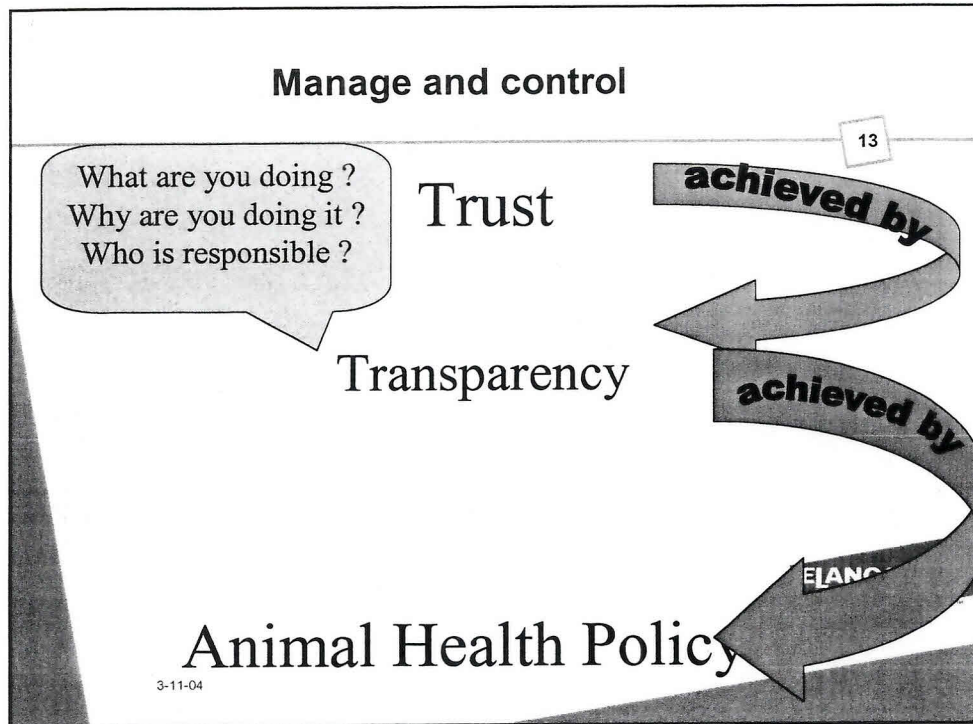 Manage and control
13
What are you doing ?
Why are you doing it ?
Who is responsible ?
Trust
achieved by
Transparency
achieved by
ELANCO
Animal Health Policy
3-11-04